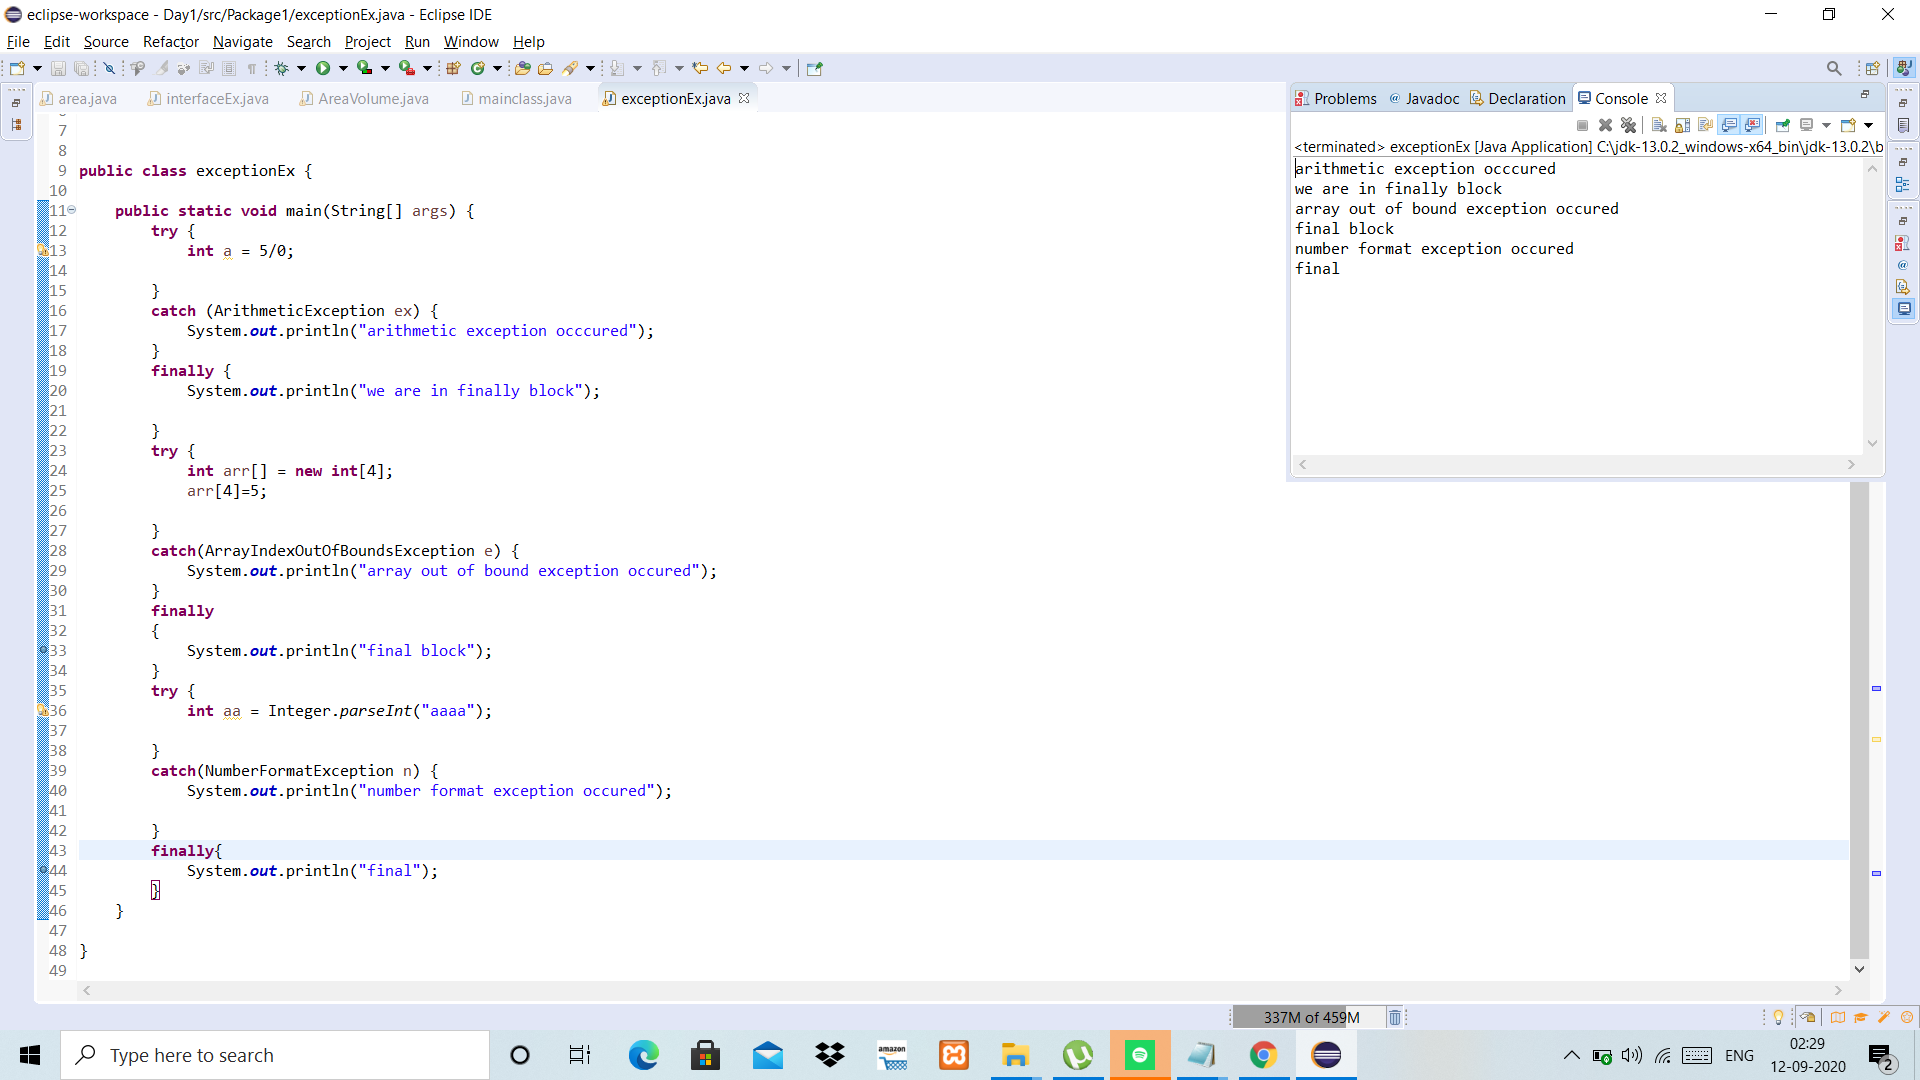 eclipse-workspace - Day1/src/Package1/exceptionEx.java - Eclipse IDE
File Edit Source Refactor Navigate Search Project Run Window Help
area.java interfaceEx.java AreaVolume.java mainclass.java exceptionEx.java
Problems @ Javadoc Declaration Console
<terminated> exceptionEx [Java Application] C:\jdk-13.0.2_windows-x64_bin\jdk-13.0.2\b
arithmetic exception occcured
we are in finally block
array out of bound exception occured
final block
number format exception occured
final
7
8
9 public class exceptionEx {
10
11 public static void main(String[] args) {
12 try {
13 int a = 5/0;
14
15 }
16 catch (ArithmeticException ex) {
17 System.out.println("arithmetic exception occcured");
18 }
19 finally {
20 System.out.println("we are in finally block");
21
22 }
23 try {
24 int arr[] = new int[4];
25 arr[4]=5;
26
27 }
28 catch(ArrayIndexOutOfBoundsException e) {
29 System.out.println("array out of bound exception occured");
30 }
31 finally
32 {
33 System.out.println("final block");
34 }
35 try {
36 int aa = Integer.parseInt("aaaa");
37
38 }
39 catch(NumberFormatException n) {
40 System.out.println("number format exception occured");
41
42 }
43 finally{
44 System.out.println("final");
45 }
46 }
47
48 }
49
337M of 459M
Type here to search
amazon
ENG
02:29
12-09-2020
2